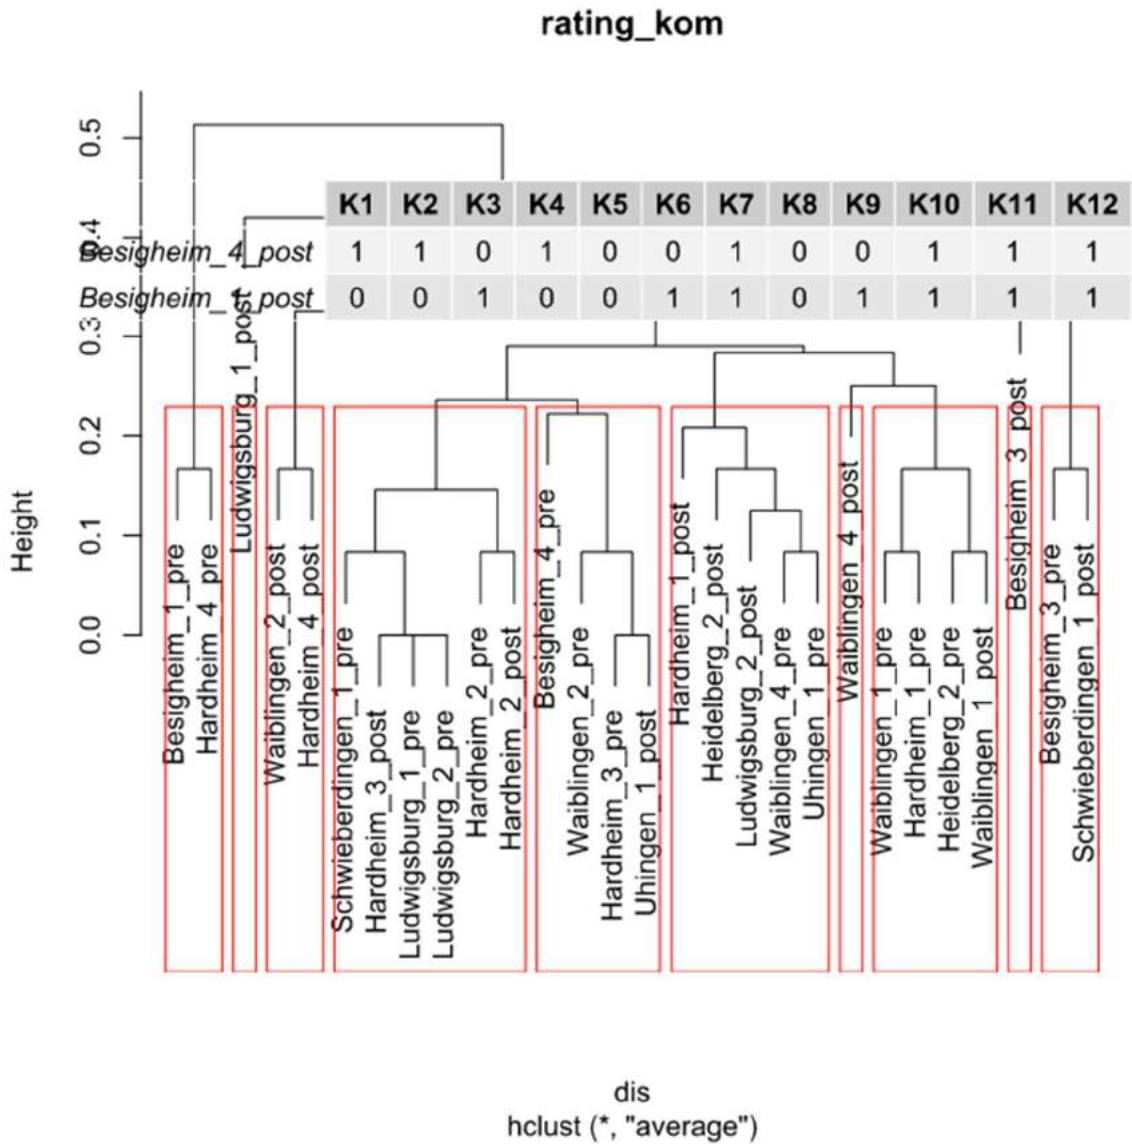 rating_kom
Height
0.5
0.4
0.3
0.2
0.1
0.0
K1 K2 K3 K4 K5 K6 K7 K8 K9 K10 K11 K12
Besigheim_4_post 1 1 0 1 0 0 1 0 0 1 1 1
Besigheim_1_post 0 0 1 0 0 1 1 0 1 1 1 1
Besigheim_1_pre
Hardheim_4_pre
Ludwigsburg_1_post
Waiblingen_2_post
Hardheim_4_post
Schwieberdingen_1_pre
Hardheim_3_post
Ludwigsburg_1_pre
Ludwigsburg_2_pre
Hardheim_2_pre
Hardheim_2_post
Besigheim_4_pre
Waiblingen_2_pre
Hardheim_3_pre
Uhingen_1_post
Hardheim_1_post
Heidelberg_2_post
Ludwigsburg_2_post
Waiblingen_4_pre
Uhingen_1_pre
Waiblingen_4_post
Waiblingen_1_pre
Hardheim_1_pre
Heidelberg_2_pre
Waiblingen_1_post
Besigheim_3_post
Besigheim_3_pre
Schwieberdingen_1_post
dis
hclust (*, "average")